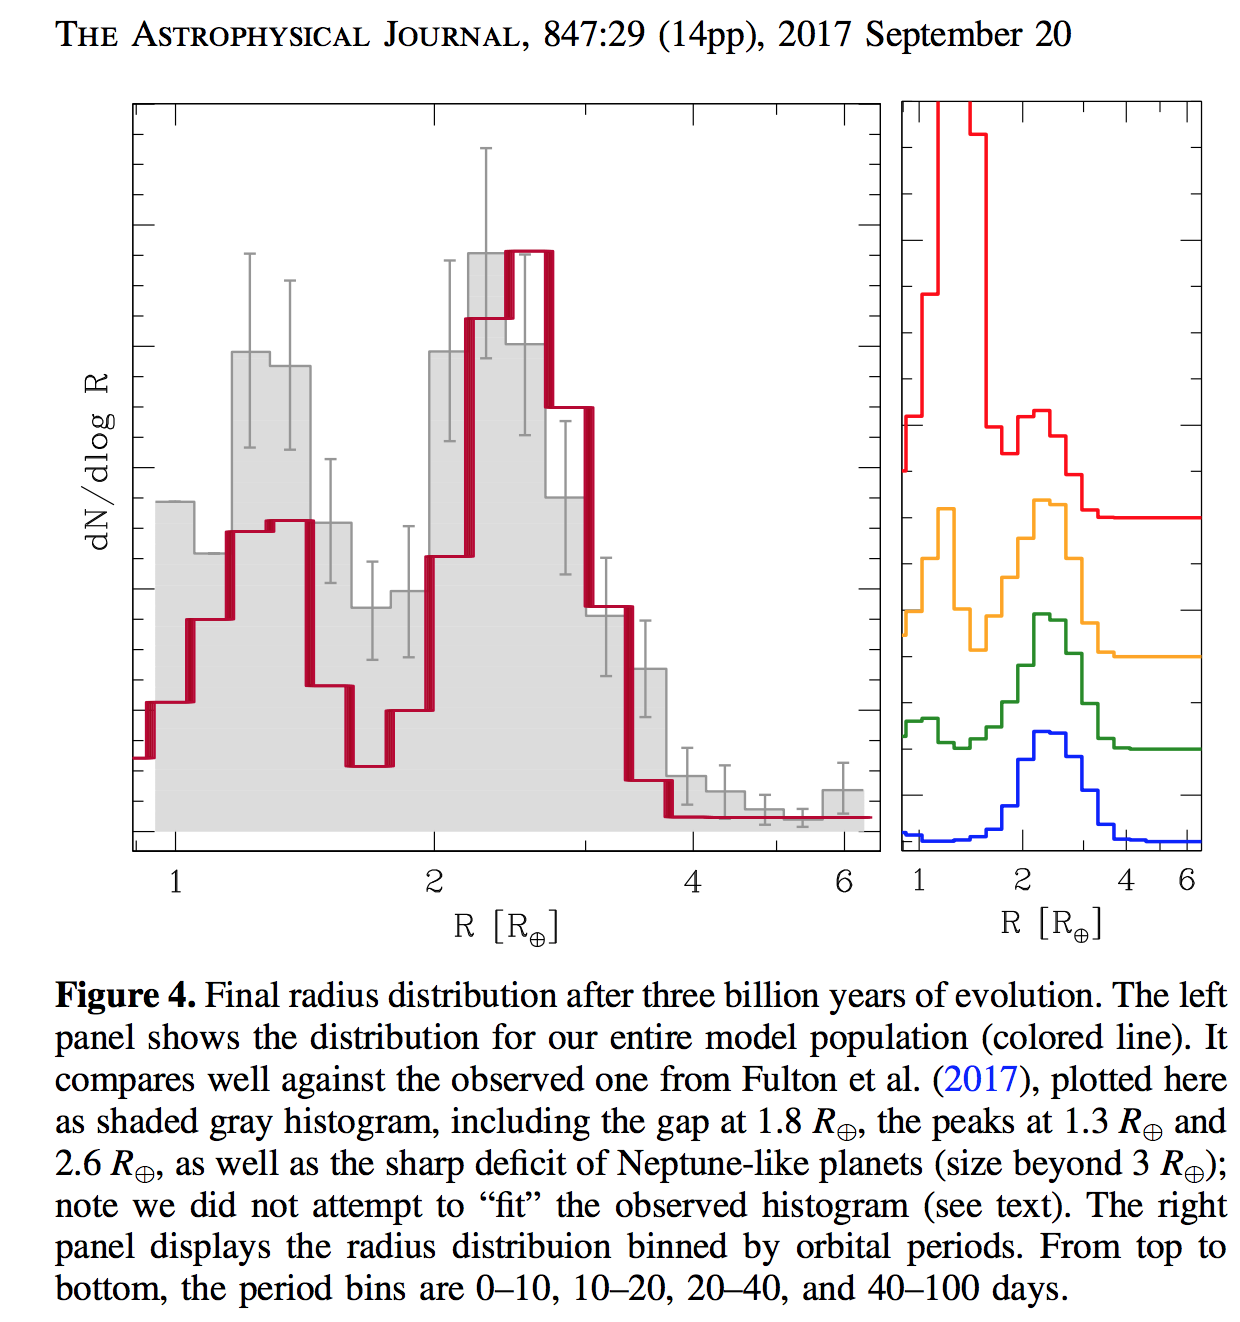 THE ASTROPHYSICAL JOURNAL, 847:29 (14pp), 2017 September 20
dN/dlog R
1 2 4 6
R [R⊕]
1 2 4 6
R [R⊕]
Figure 4. Final radius distribution after three billion years of evolution. The left
panel shows the distribution for our entire model population (colored line). It
compares well against the observed one from Fulton et al. (2017), plotted here
as shaded gray histogram, including the gap at 1.8 R⊕, the peaks at 1.3 R⊕ and
2.6 R⊕, as well as the sharp deficit of Neptune-like planets (size beyond 3 R⊕);
note we did not attempt to “fit” the observed histogram (see text). The right
panel displays the radius distribuion binned by orbital periods. From top to
bottom, the period bins are 0–10, 10–20, 20–40, and 40–100 days.